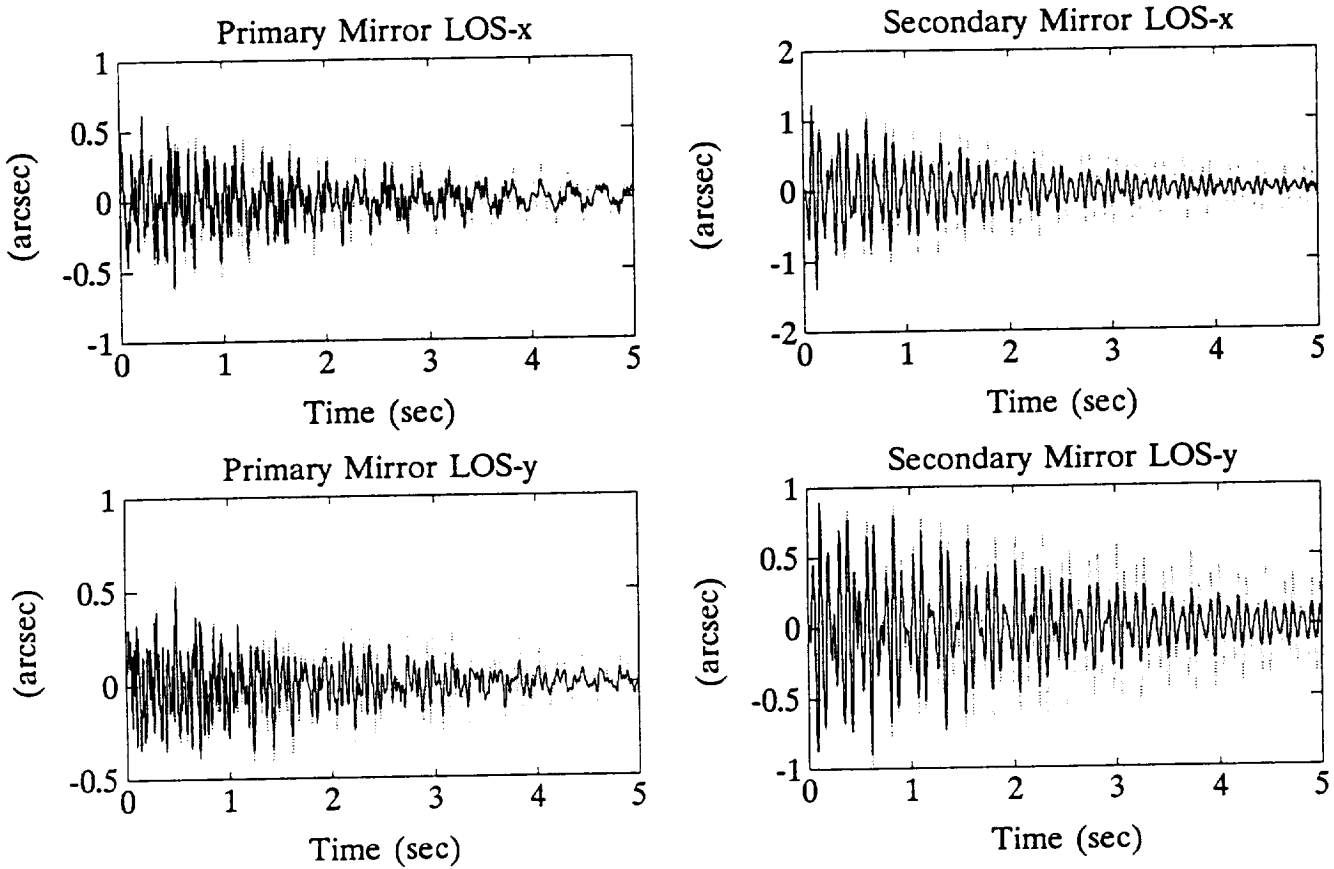 Primary Mirror LOS-x
1
0.5
0
-0.5
-1
(arcsec)
0 1 2 3 4 5
Time (sec)
Secondary Mirror LOS-x
2
1
0
-1
-2
(arcsec)
0 1 2 3 4 5
Time (sec)
Primary Mirror LOS-y
1
0.5
0
-0.5
(arcsec)
0 1 2 3 4 5
Time (sec)
Secondary Mirror LOS-y
1
0.5
0
-0.5
-1
(arcsec)
0 1 2 3 4 5
Time (sec)